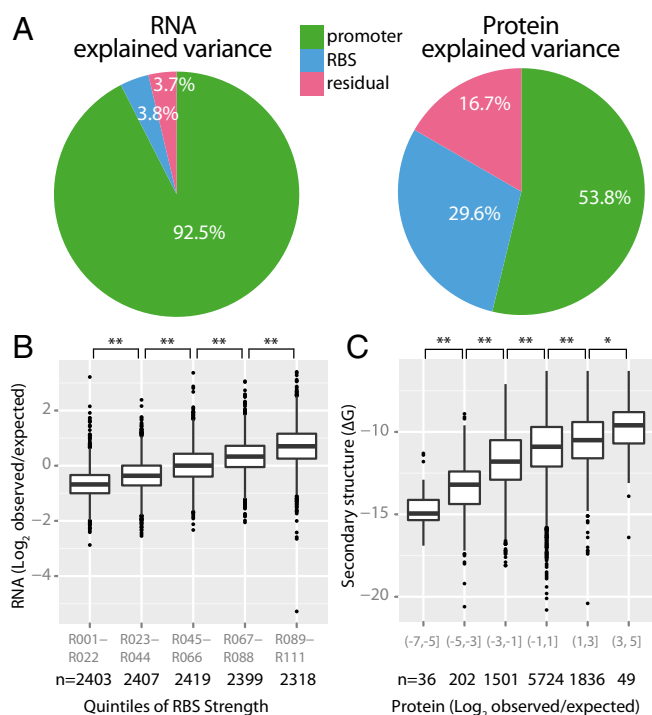 A
RNA
explained variance
promoter
RBS
residual
Protein
explained variance
3.7%
3.8%
92.5%
16.7%
29.6%
53.8%
B
** ** ** **
RNA (Log2 observed/expected)
2
0
−2
−4
R001– R023– R045– R067– R089–
R022 R044 R066 R088 R111
n=2403 2407 2419 2399 2318
Quintiles of RBS Strength
C
** ** ** ** *
Secondary structure (ΔG)
−10
−15
−20
(-7,-5] (-5,-3] (-3,-1] (-1,1] (1,3] (3, 5]
n=36 202 1501 5724 1836 49
Protein (Log2 observed/expected)